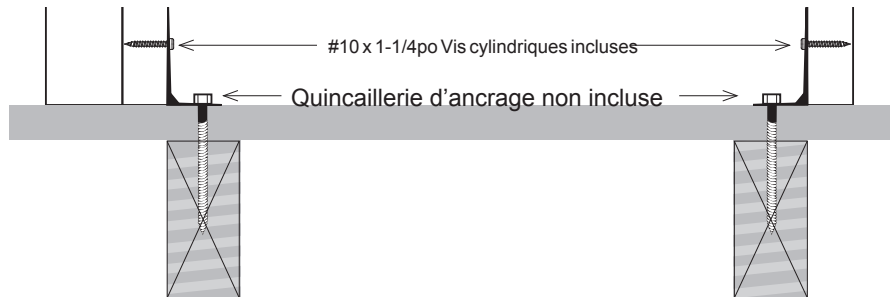 #10 x 1-1/4po Vis cylindriques incluses
Quincaillerie d'ancrage non incluse